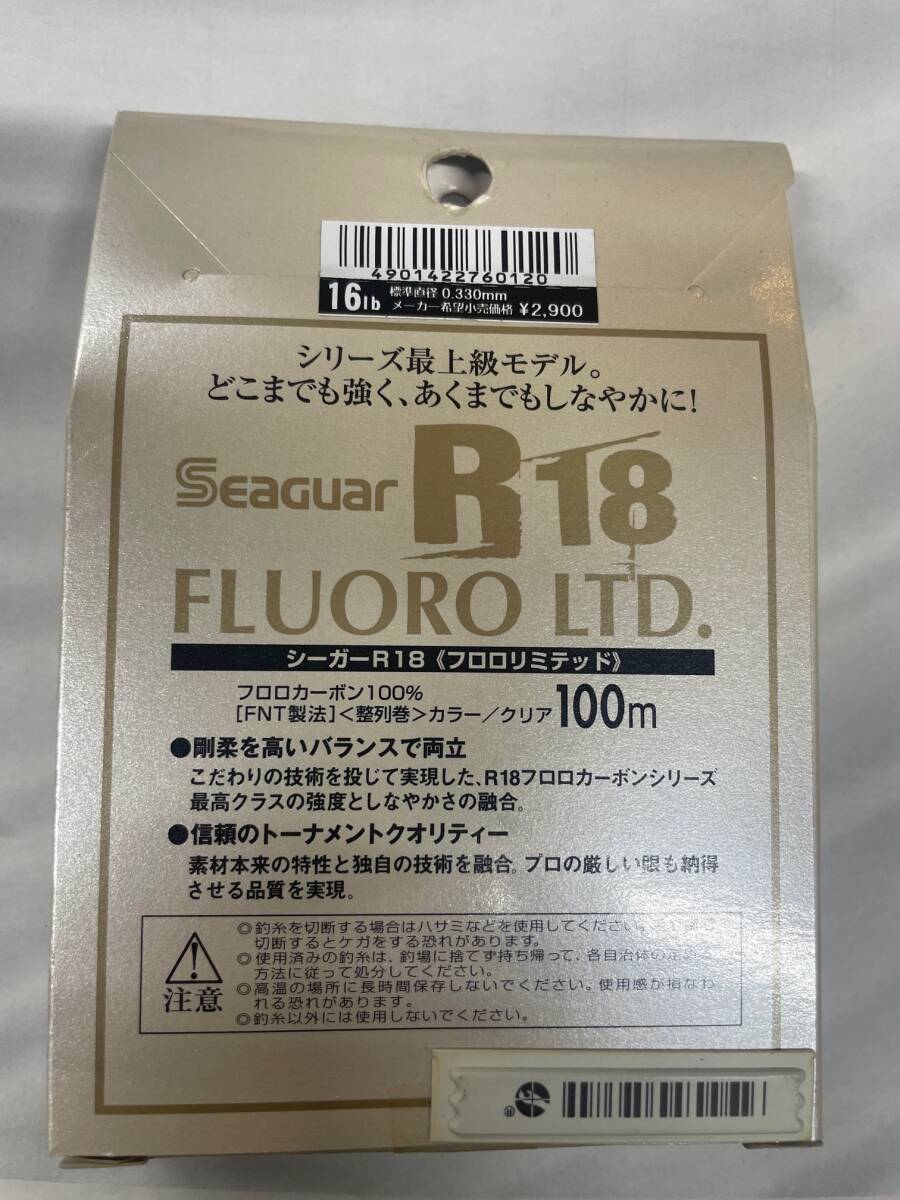 4901422760120
16lb 標準直径 0.330mm
メーカー希望小売価格 ¥2,900
シリーズ最上級モデル。
どこまでも強く、あくまでもしなやかに!
SEAGUAR R18
FLUORO LTD.
シーガーR18《フロロリミテッド》
フロロカーボン100%
[FNT製法]<整列巻>カラー/クリア 100m
●剛柔を高いバランスで両立
こだわりの技術を投じて実現した、R18フロロカーボンシリーズ
最高クラスの強度としなやかさの融合。
●信頼のトーナメントクオリティー
素材本来の特性と独自の技術を融合。プロの厳しい眼も納得
させる品質を実現。
注意
◎釣糸を切断する場合はハサミなどを使用してください。
切断するとケガをする恐れがあります。
◎使用済みの釣糸は、釣場に捨てず持ち帰って、各自治体の定める
方法に従って処分してください。
◎高温の場所に長時間保存しないでください。使用感が損なわ
れる恐れがあります。
◎釣糸以外には使用しないでください。
®